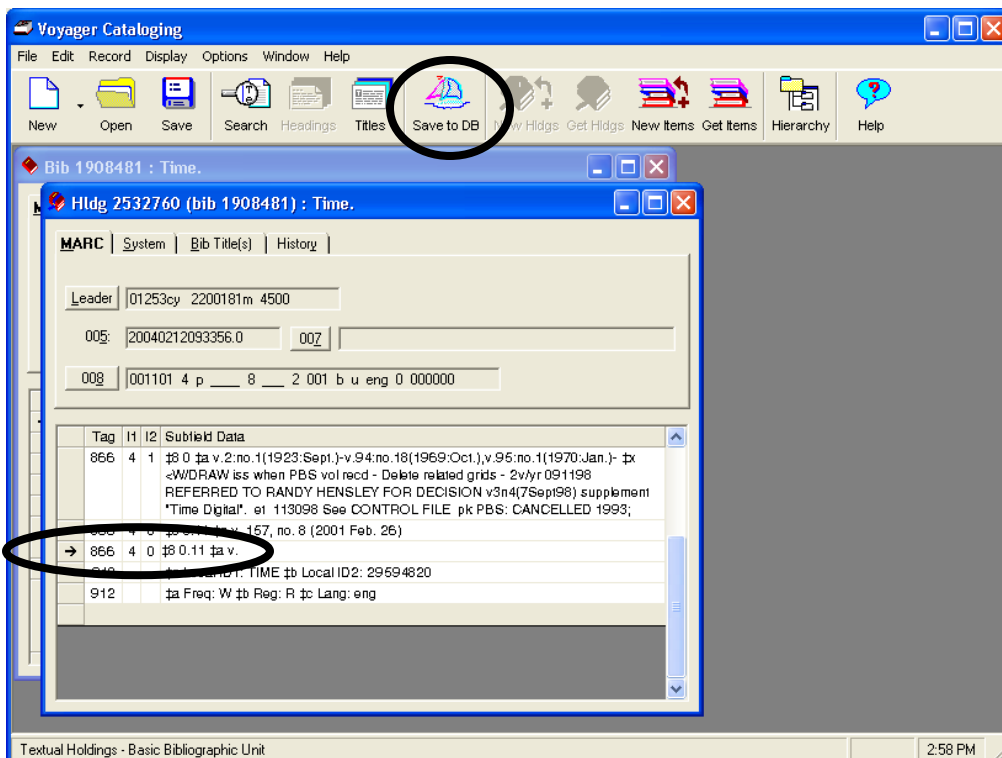 Voyager Cataloging
File Edit Record Display Options Window Help
New Open Save Search Headings Titles Save to DB New Hldgs Get Hldgs New Items Get Items Hierarchy Help
Bib 1908481 : Time.
Hldg 2532760 (bib 1908481) : Time.
MARC System Bib Title(s) History
Leader 01253cy 2200181m 4500
005: 20040212093356.0 007
008 001101 4 p ____ 8 ___ 2 001 b u eng 0 000000
Tag I1 I2 Subfield Data
866 4 1 ‡8 0 ‡a v.2:no.1(1923:Sept.)-v.94:no.18(1969:Oct.),v.95:no.1(1970:Jan.)- ‡x
<W/DRAW iss when PBS vol recd - Delete related grids - 2v/yr 091198
REFERRED TO RANDY HENSLEY FOR DECISION v3n4(7Sept98) supplement
"Time Digital". et 113098 See CONTROL FILE pk PBS: CANCELLED 1993;
v. 157, no. 8 (2001 Feb. 26)
866 4 0 ‡8 0.11 ‡a v.
TIME ‡b Local ID2: 29594820
912 ‡a Freq: W ‡b Reg: R ‡c Lang: eng
Textual Holdings - Basic Bibliographic Unit
2:58 PM